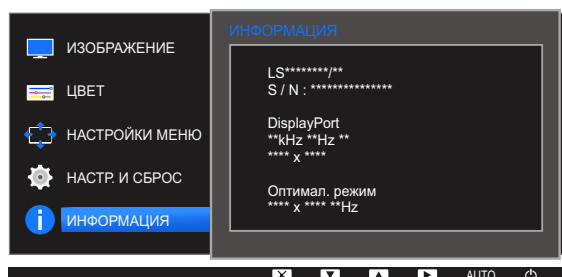 ИЗОБРАЖЕНИЕ
ЦВЕТ
НАСТРОЙКИ МЕНЮ
НАСТР. И СБРОС
ИНФОРМАЦИЯ
ИНФОРМАЦИЯ
LS********/**
S / N : ***************
DisplayPort
**kHz **Hz **
**** x ****
Оптимал. режим
**** x **** **Hz
AUTO